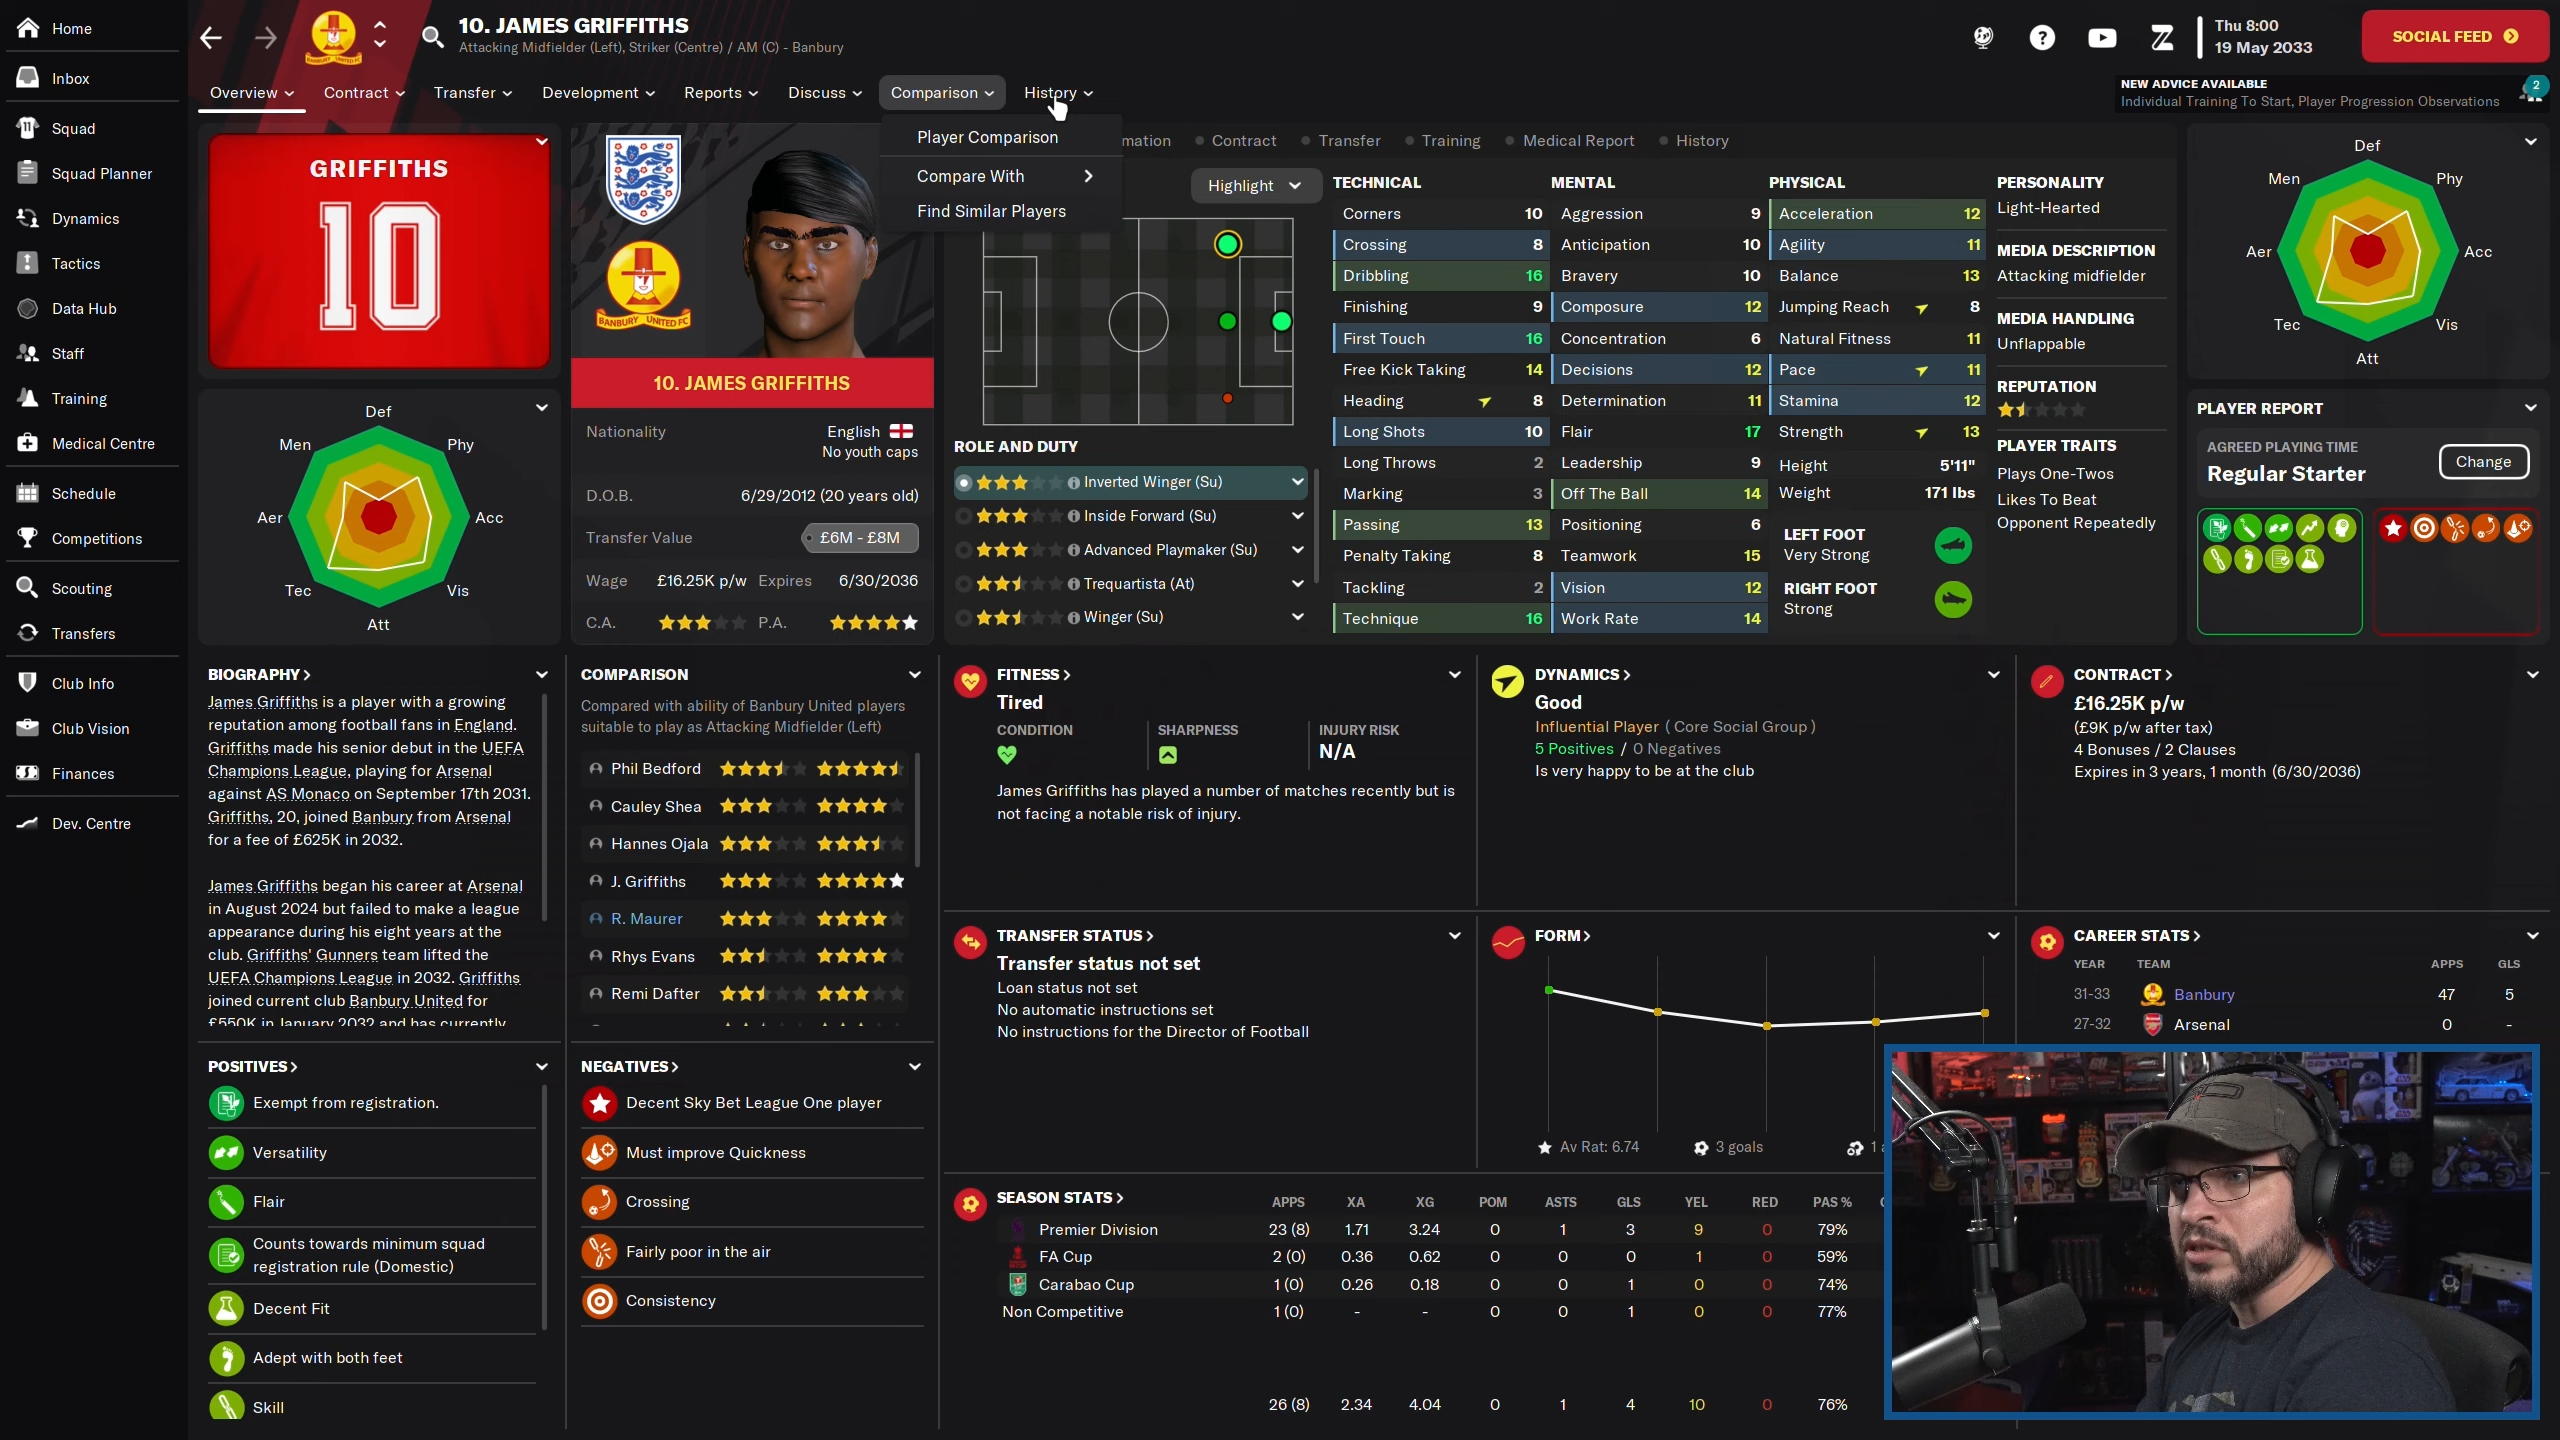 Home
Inbox
Squad
Squad Planner
Dynamics
Tactics
Data Hub
Staff
Training
Medical Centre
Schedule
Competitions
Scouting
Transfers
Club Info
Club Vision
Finances
Dev. Centre
10. JAMES GRIFFITHS
Attacking Midfielder (Left), Striker (Centre) / AM (C) - Banbury
Thu 8:00
19 May 2033
SOCIAL FEED
Overview Contract Transfer Development Reports Discuss Comparison History
NEW ADVICE AVAILABLE
Individual Training To Start, Player Progression Observations
2
Player Comparison
Compare With
Find Similar Players
mation Contract Transfer Training Medical Report History
GRIFFITHS
10
BANBURY UNITED FC
10. JAMES GRIFFITHS
Nationality English
No youth caps
D.O.B. 6/29/2012 (20 years old)
Transfer Value £6M - £8M
Wage £16.25K p/w Expires 6/30/2036
C.A. P.A.
Def
Men Phy
Aer Acc
Tec Vis
Att
Highlight
ROLE AND DUTY
Inverted Winger (Su)
Inside Forward (Su)
Advanced Playmaker (Su)
Trequartista (At)
Winger (Su)
TECHNICAL
Corners 10
Crossing 8
Dribbling 16
Finishing 9
First Touch 16
Free Kick Taking 14
Heading 8
Long Shots 10
Long Throws 2
Marking 3
Passing 13
Penalty Taking 8
Tackling 2
Technique 16
MENTAL
Aggression 9
Anticipation 10
Bravery 10
Composure 12
Concentration 6
Decisions 12
Determination 11
Flair 17
Leadership 9
Off The Ball 14
Positioning 6
Teamwork 15
Vision 12
Work Rate 14
PHYSICAL
Acceleration 12
Agility 11
Balance 13
Jumping Reach 8
Natural Fitness 11
Pace 11
Stamina 12
Strength 13
Height 5'11"
Weight 171 lbs
LEFT FOOT
Very Strong
RIGHT FOOT
Strong
PERSONALITY
Light-Hearted
MEDIA DESCRIPTION
Attacking midfielder
MEDIA HANDLING
Unflappable
REPUTATION
PLAYER TRAITS
Plays One-Twos
Likes To Beat
Opponent Repeatedly
Def
Men Phy
Aer Acc
Tec Vis
Att
PLAYER REPORT
AGREED PLAYING TIME
Regular Starter
Change
BIOGRAPHY
James Griffiths is a player with a growing
reputation among football fans in England.
Griffiths made his senior debut in the UEFA
Champions League, playing for Arsenal
against AS Monaco on September 17th 2031.
Griffiths, 20, joined Banbury from Arsenal
for a fee of £625K in 2032.
James Griffiths began his career at Arsenal
in August 2024 but failed to make a league
appearance during his eight years at the
club. Griffiths' Gunners team lifted the
UEFA Champions League in 2032. Griffiths
joined current club Banbury United for
£550K in January 2032 and has currently
COMPARISON
Compared with ability of Banbury United players
suitable to play as Attacking Midfielder (Left)
Phil Bedford
Cauley Shea
Hannes Ojala
J. Griffiths
R. Maurer
Rhys Evans
Remi Dafter
FITNESS
Tired
CONDITION SHARPNESS INJURY RISK
N/A
James Griffiths has played a number of matches recently but is
not facing a notable risk of injury.
DYNAMICS
Good
Influential Player ( Core Social Group )
5 Positives / 0 Negatives
Is very happy to be at the club
CONTRACT
£16.25K p/w
(£9K p/w after tax)
4 Bonuses / 2 Clauses
Expires in 3 years, 1 month (6/30/2036)
TRANSFER STATUS
Transfer status not set
Loan status not set
No automatic instructions set
No instructions for the Director of Football
FORM
Av Rat: 6.74 3 goals 1 a
CAREER STATS
YEAR TEAM APPS GLS
31-33 Banbury 47 5
27-32 Arsenal 0 -
POSITIVES
Exempt from registration.
Versatility
Flair
Counts towards minimum squad
registration rule (Domestic)
Decent Fit
Adept with both feet
Skill
NEGATIVES
Decent Sky Bet League One player
Must improve Quickness
Crossing
Fairly poor in the air
Consistency
SEASON STATS APPS XA XG POM ASTS GLS YEL RED PAS %
Premier Division 23 (8) 1.71 3.24 0 1 3 9 0 79%
FA Cup 2 (0) 0.36 0.62 0 0 0 1 0 59%
Carabao Cup 1 (0) 0.26 0.18 0 0 1 0 0 74%
Non Competitive 1 (0) - - 0 0 1 0 0 77%
26 (8) 2.34 4.04 0 1 4 10 0 76%